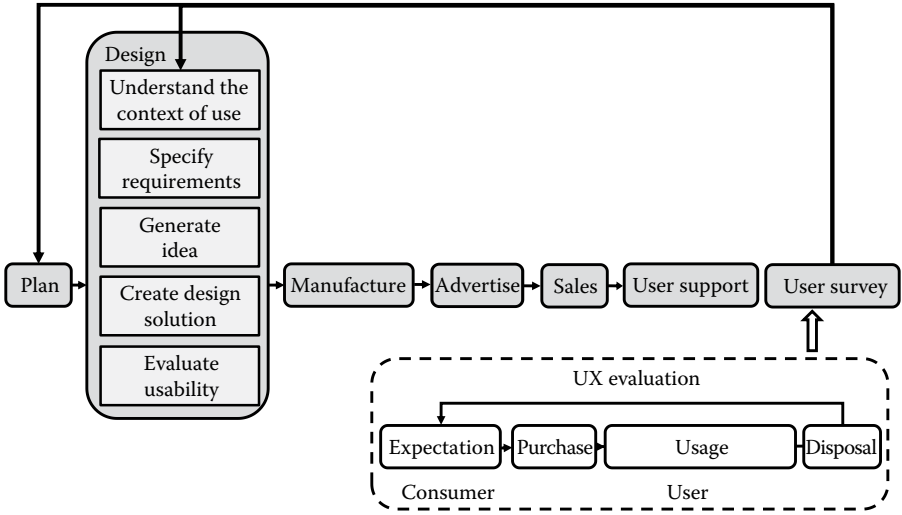 Design
Understand the
context of use
Specify
requirements
Generate
idea
Create design
solution
Evaluate
usability
Plan
Manufacture
Advertise
Sales
User support
User survey
UX evaluation
Expectation
Purchase
Usage
Disposal
Consumer
User